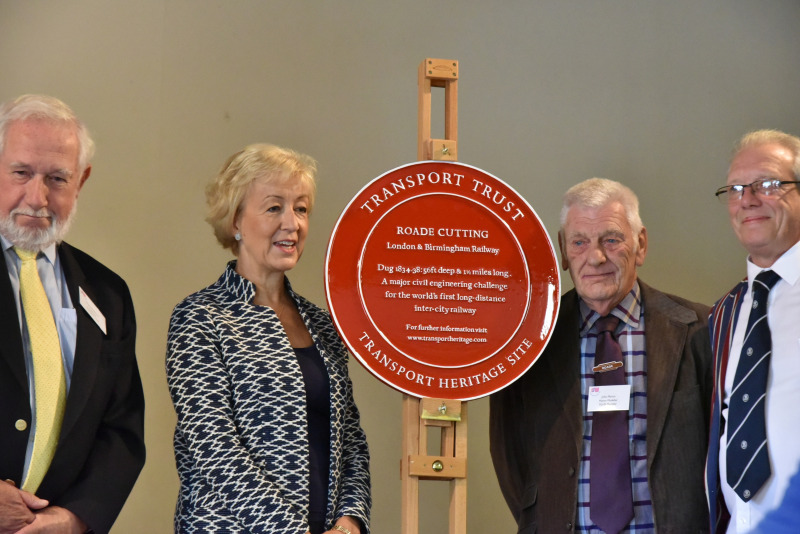 TRANSPORT TRUST
ROADE CUTTING
London & Birmingham Railway
Dug 1834-38: 56ft deep & 1½ miles long.
A major civil engineering challenge
for the world's first long-distance
inter-city railway
For further information visit
www.transportheritage.com
TRANSPORT HERITAGE SITE